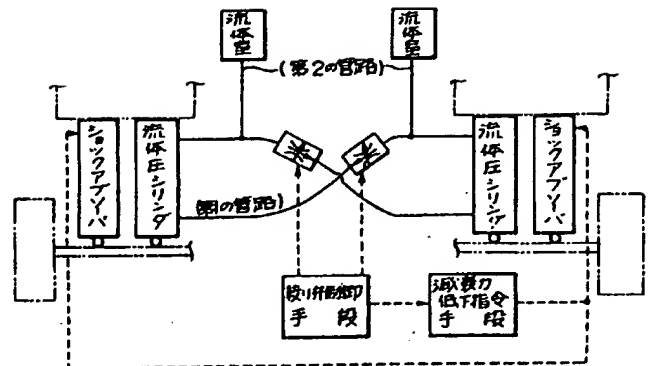 流体室
流体室
(第2の管路)
ショックアブソーバ
流体圧シリンダ
流体圧シリンダ
ショックアブソーバ
(第1の管路)
絞り弁制御
手段
減衰力
低下指令
手段